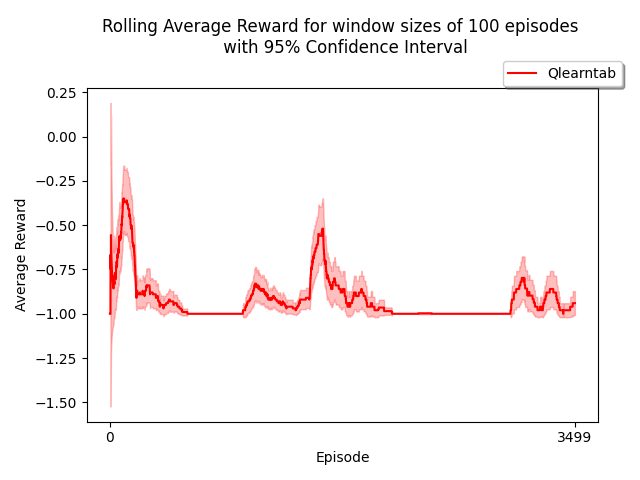 Rolling Average Reward for window sizes of 100 episodes
with 95% Confidence Interval
Qlearntab
0.25
0.00
−0.25
−0.50
−0.75
−1.00
−1.25
−1.50
Average Reward
0
3499
Episode